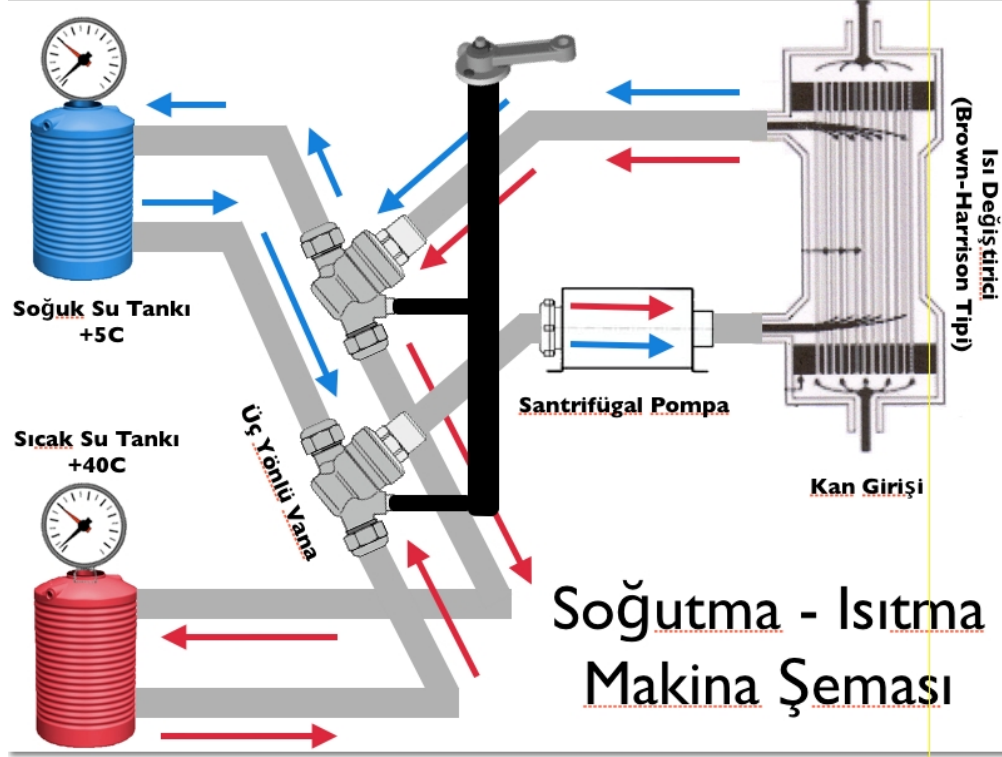 Soğuk Su Tankı
+5C
Sıcak Su Tankı
+40C
Üç Yönlü Vana
Santrifügal Pompa
Isı Değiştirici
(Brown-Harrison Tipi)
Kan Girişi
Soğutma - Isıtma
Makina Şeması